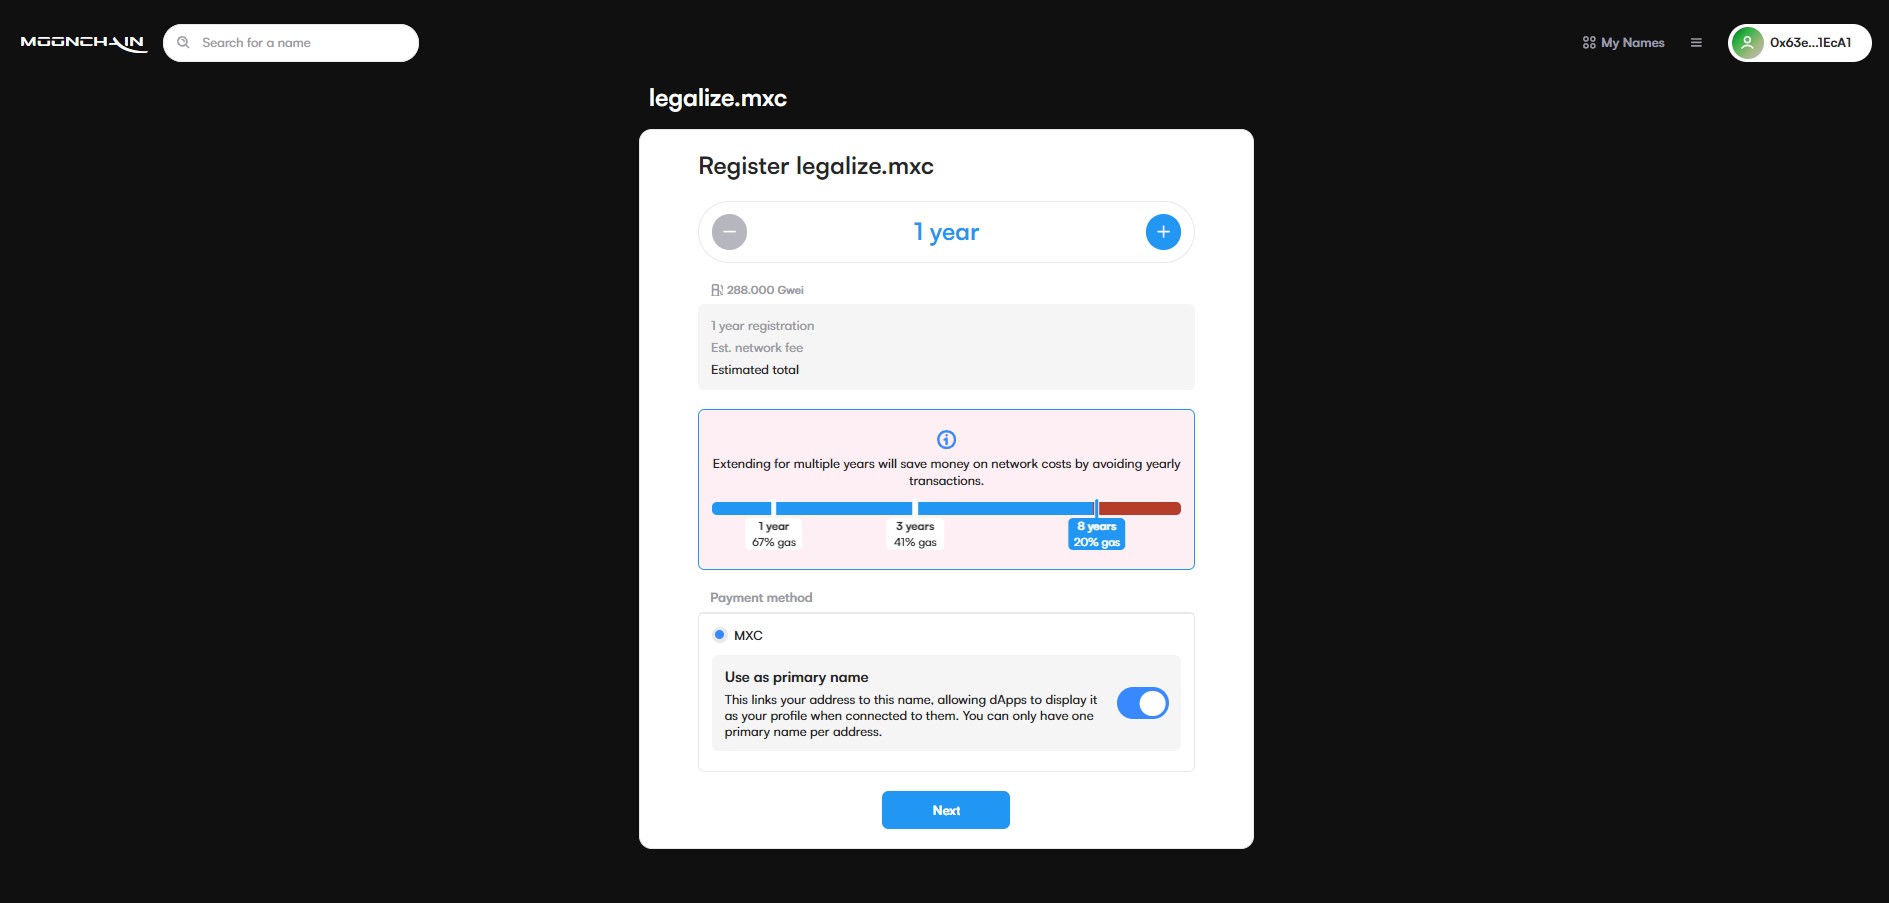 MOONCHAIN
Search for a name
My Names
0x63e...1EcA1
legalize.mxc
Register legalize.mxc
1 year
288.000 Gwei
1 year registration
Est. network fee
Estimated total
Extending for multiple years will save money on network costs by avoiding yearly
transactions.
1 year
67% gas
3 years
41% gas
8 years
20% gas
Payment method
MXC
Use as primary name
This links your address to this name, allowing dApps to display it
as your profile when connected to them. You can only have one
primary name per address.
Next